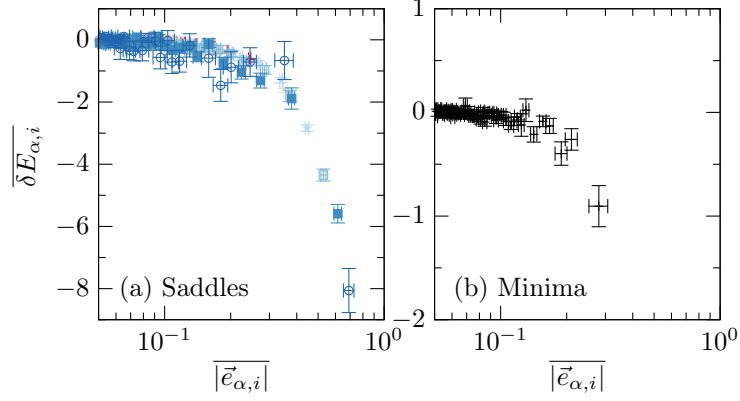 0
−2
−4
−6
−8
$\overline{\delta E_{\alpha,i}}$
(a) Saddles
10^{-1}
10^{0}
$\overline{|\vec{e}_{\alpha,i}|}$
1
0
−1
−2
(b) Minima
10^{-1}
10^{0}
$\overline{|\vec{e}_{\alpha,i}|}$